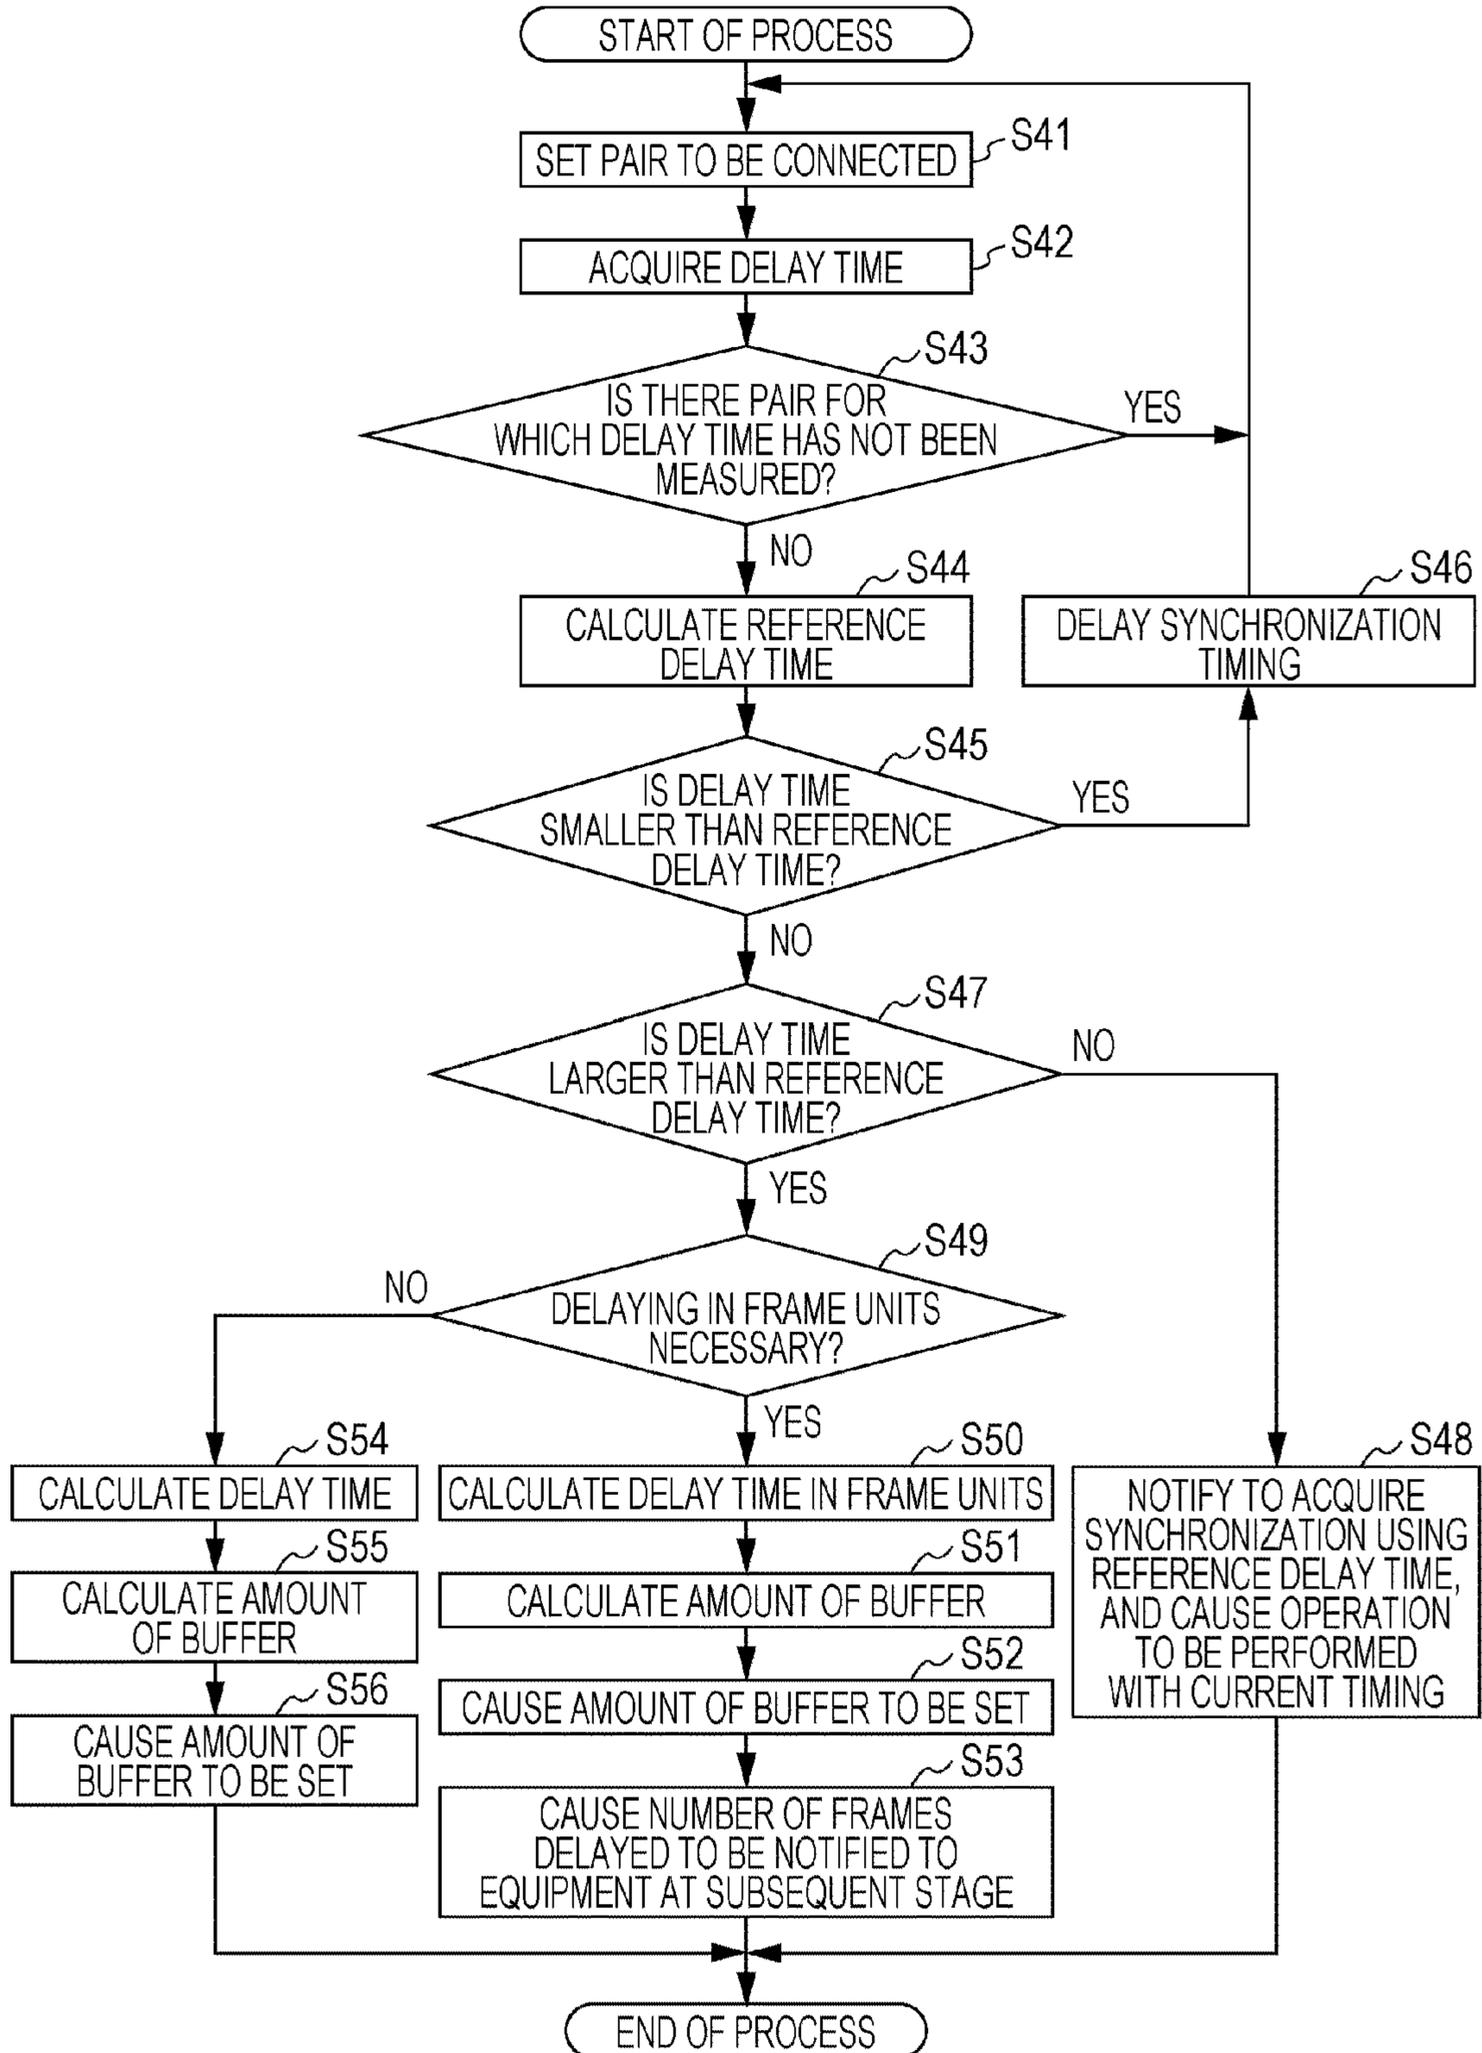 START OF PROCESS
S41
SET PAIR TO BE CONNECTED
S42
ACQUIRE DELAY TIME
S43
IS THERE PAIR FOR
WHICH DELAY TIME HAS NOT BEEN
MEASURED?
YES
NO
S44
CALCULATE REFERENCE
DELAY TIME
S46
DELAY SYNCHRONIZATION
TIMING
S45
IS DELAY TIME
SMALLER THAN REFERENCE
DELAY TIME?
YES
NO
S47
IS DELAY TIME
LARGER THAN REFERENCE
DELAY TIME?
NO
YES
S49
DELAYING IN FRAME UNITS
NECESSARY?
NO
YES
S54
CALCULATE DELAY TIME
S55
CALCULATE AMOUNT
OF BUFFER
S56
CAUSE AMOUNT OF
BUFFER TO BE SET
S50
CALCULATE DELAY TIME IN FRAME UNITS
S51
CALCULATE AMOUNT OF BUFFER
S52
CAUSE AMOUNT OF BUFFER TO BE SET
S53
CAUSE NUMBER OF FRAMES
DELAYED TO BE NOTIFIED TO
EQUIPMENT AT SUBSEQUENT STAGE
S48
NOTIFY TO ACQUIRE
SYNCHRONIZATION USING
REFERENCE DELAY TIME,
AND CAUSE OPERATION
TO BE PERFORMED
WITH CURRENT TIMING
END OF PROCESS